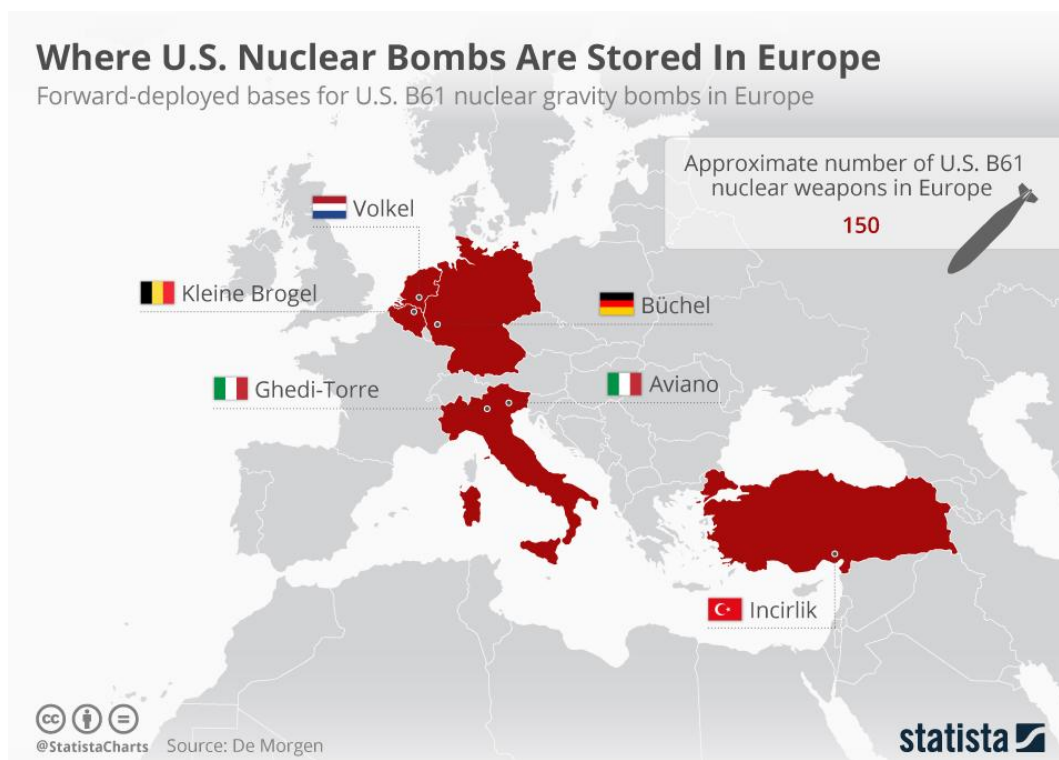 Where U.S. Nuclear Bombs Are Stored In Europe
Forward-deployed bases for U.S. B61 nuclear gravity bombs in Europe
Approximate number of U.S. B61
nuclear weapons in Europe
150
Volkel
Kleine Brogel
Büchel
Ghedi-Torre
Aviano
Incirlik
cc
@StatistaCharts Source: De Morgen
statista